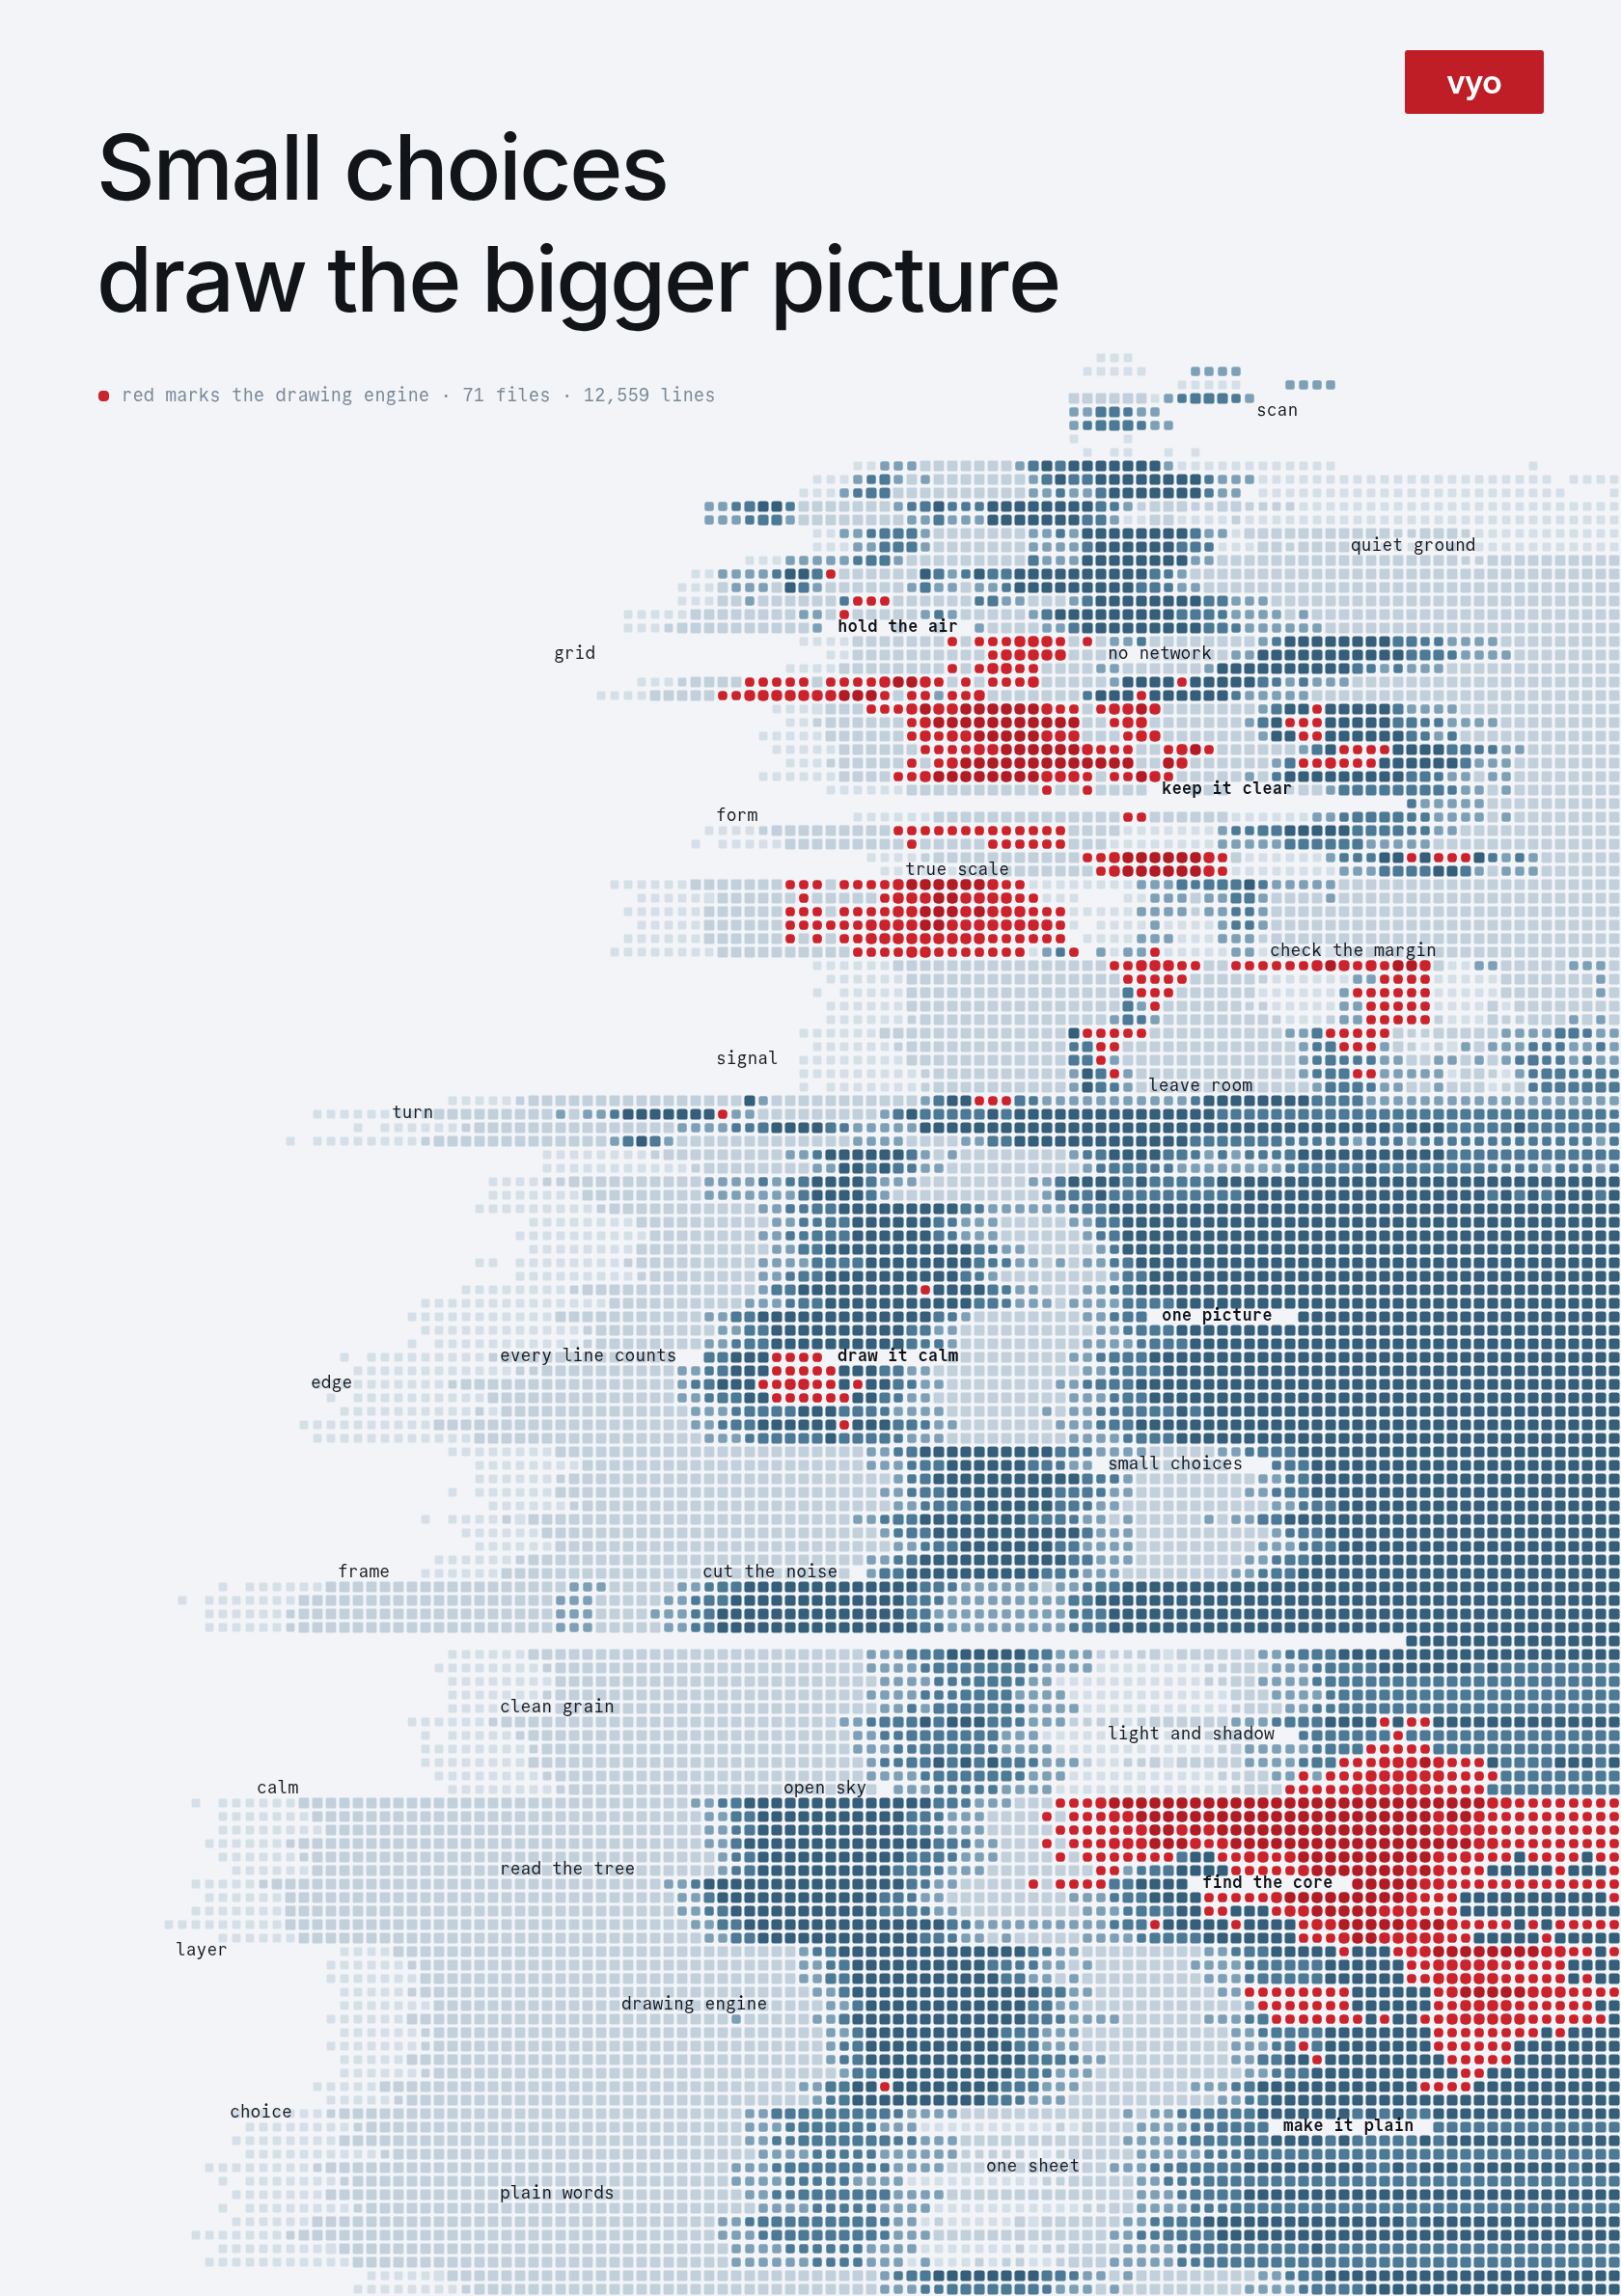 vyo
Small choices
draw the bigger picture
red marks the drawing engine · 71 files · 12,559 lines
scan
quiet ground
hold the air
grid
no network
keep it clear
form
true scale
check the margin
signal
leave room
turn
one picture
every line counts
draw it calm
edge
small choices
frame
cut the noise
clean grain
light and shadow
calm
open sky
read the tree
find the core
layer
drawing engine
choice
make it plain
one sheet
plain words